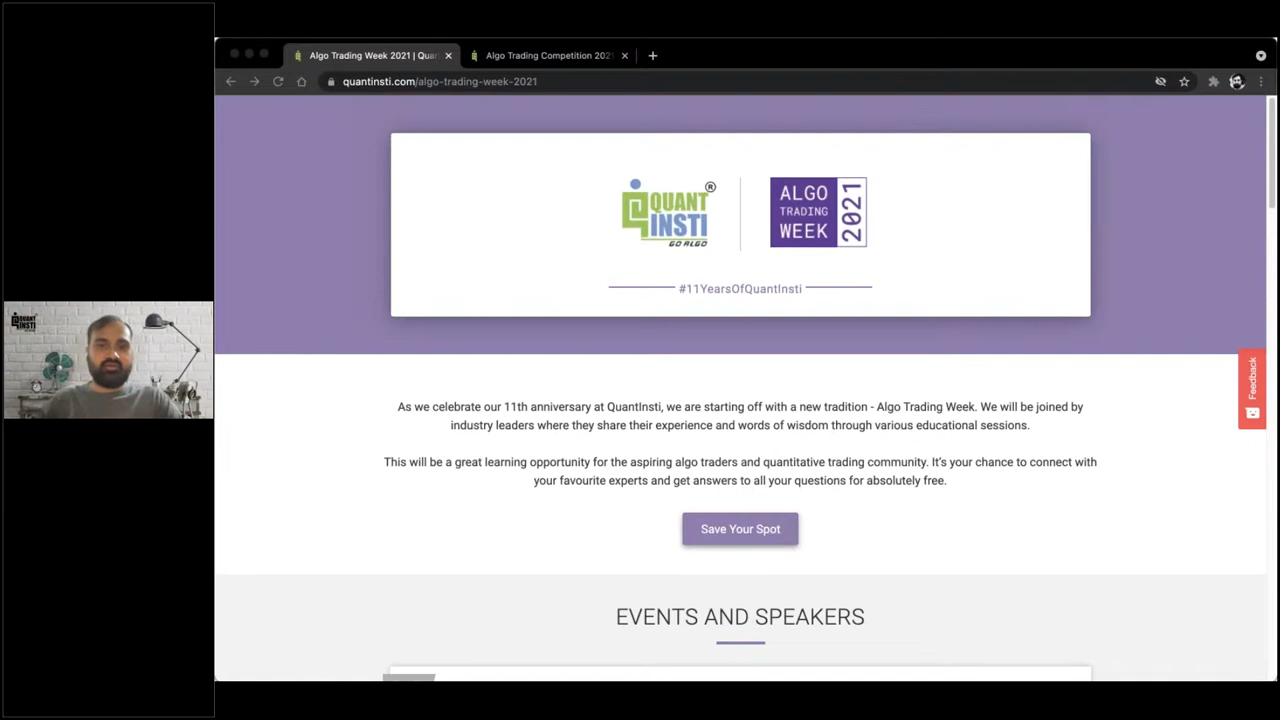 Algo Trading Week 2021 | Quan
Algo Trading Competition 2021
quantinsti.com/algo-trading-week-2021
QUANT
INSTI
GO ALGO
®
ALGO
TRADING
WEEK
2021
#11YearsOfQuantInsti
As we celebrate our 11th anniversary at QuantInsti, we are starting off with a new tradition - Algo Trading Week. We will be joined by
industry leaders where they share their experience and words of wisdom through various educational sessions.
This will be a great learning opportunity for the aspiring algo traders and quantitative trading community. It's your chance to connect with
your favourite experts and get answers to all your questions for absolutely free.
Save Your Spot
Feedback
EVENTS AND SPEAKERS
QUANT
INSTI